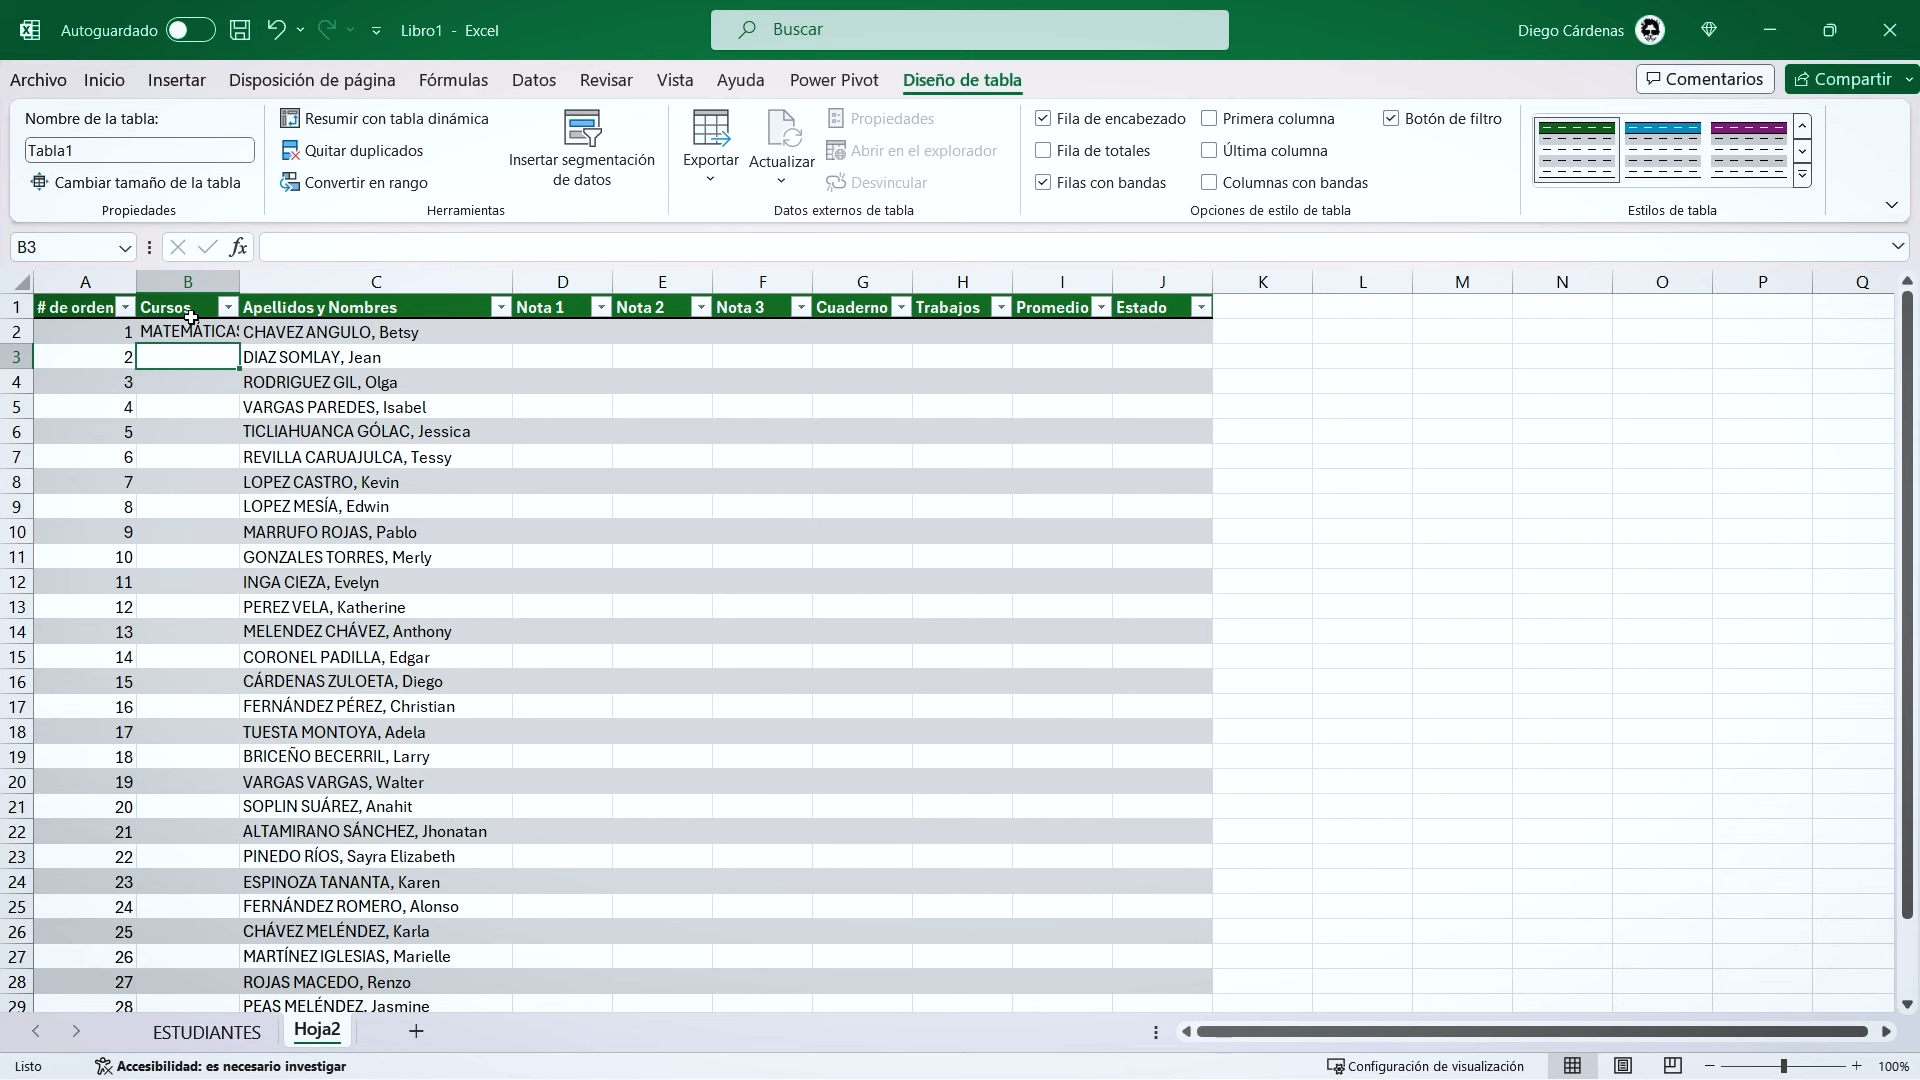 Autoguardado Libro1 - Excel Buscar Diego Cárdenas
Archivo Inicio Insertar Disposición de página Fórmulas Datos Revisar Vista Ayuda Power Pivot Diseño de tabla Comentarios Compartir
Nombre de la tabla:
Tabla1
Cambiar tamaño de la tabla
Propiedades
Resumir con tabla dinámica
Quitar duplicados
Convertir en rango
Insertar segmentación
de datos
Herramientas
Exportar
Actualizar
Propiedades
Abrir en el explorador
Desvincular
Datos externos de tabla
Fila de encabezado Primera columna Botón de filtro
Fila de totales Última columna
Filas con bandas Columnas con bandas
Opciones de estilo de tabla
Estilos de tabla
B3 fx
A B C D E F G H I J K L M N O P Q
1 # de orden Cursos Apellidos y Nombres Nota 1 Nota 2 Nota 3 Cuaderno Trabajos Promedio Estado
2 1 MATEMÁTICAS CHAVEZ ANGULO, Betsy
3 2 DIAZ SOMLAY, Jean
4 3 RODRIGUEZ GIL, Olga
5 4 VARGAS PAREDES, Isabel
6 5 TICLIAHUANCA GÓLAC, Jessica
7 6 REVILLA CARUAJULCA, Tessy
8 7 LOPEZ CASTRO, Kevin
9 8 LOPEZ MESÍA, Edwin
10 9 MARRUFO ROJAS, Pablo
11 10 GONZALES TORRES, Merly
12 11 INGA CIEZA, Evelyn
13 12 PEREZ VELA, Katherine
14 13 MELENDEZ CHÁVEZ, Anthony
15 14 CORONEL PADILLA, Edgar
16 15 CÁRDENAS ZULOETA, Diego
17 16 FERNÁNDEZ PÉREZ, Christian
18 17 TUESTA MONTOYA, Adela
19 18 BRICEÑO BECERRIL, Larry
20 19 VARGAS VARGAS, Walter
21 20 SOPLIN SUÁREZ, Anahit
22 21 ALTAMIRANO SÁNCHEZ, Jhonatan
23 22 PINEDO RÍOS, Sayra Elizabeth
24 23 ESPINOZA TANANTA, Karen
25 24 FERNÁNDEZ ROMERO, Alonso
26 25 CHÁVEZ MELÉNDEZ, Karla
27 26 MARTÍNEZ IGLESIAS, Marielle
28 27 ROJAS MACEDO, Renzo
29 28 PEAS MELÉNDEZ, Jasmine
ESTUDIANTES Hoja2
Listo Accesibilidad: es necesario investigar Configuración de visualización 100%